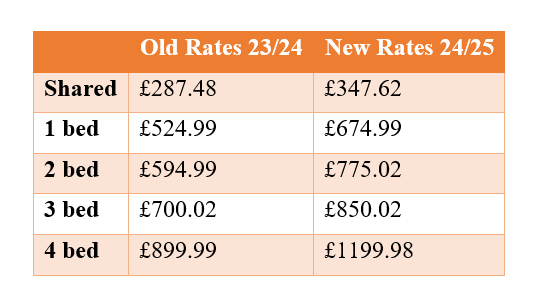 Old Rates 23/24 New Rates 24/25
Shared £287.48 £347.62
1 bed £524.99 £674.99
2 bed £594.99 £775.02
3 bed £700.02 £850.02
4 bed £899.99 £1199.98